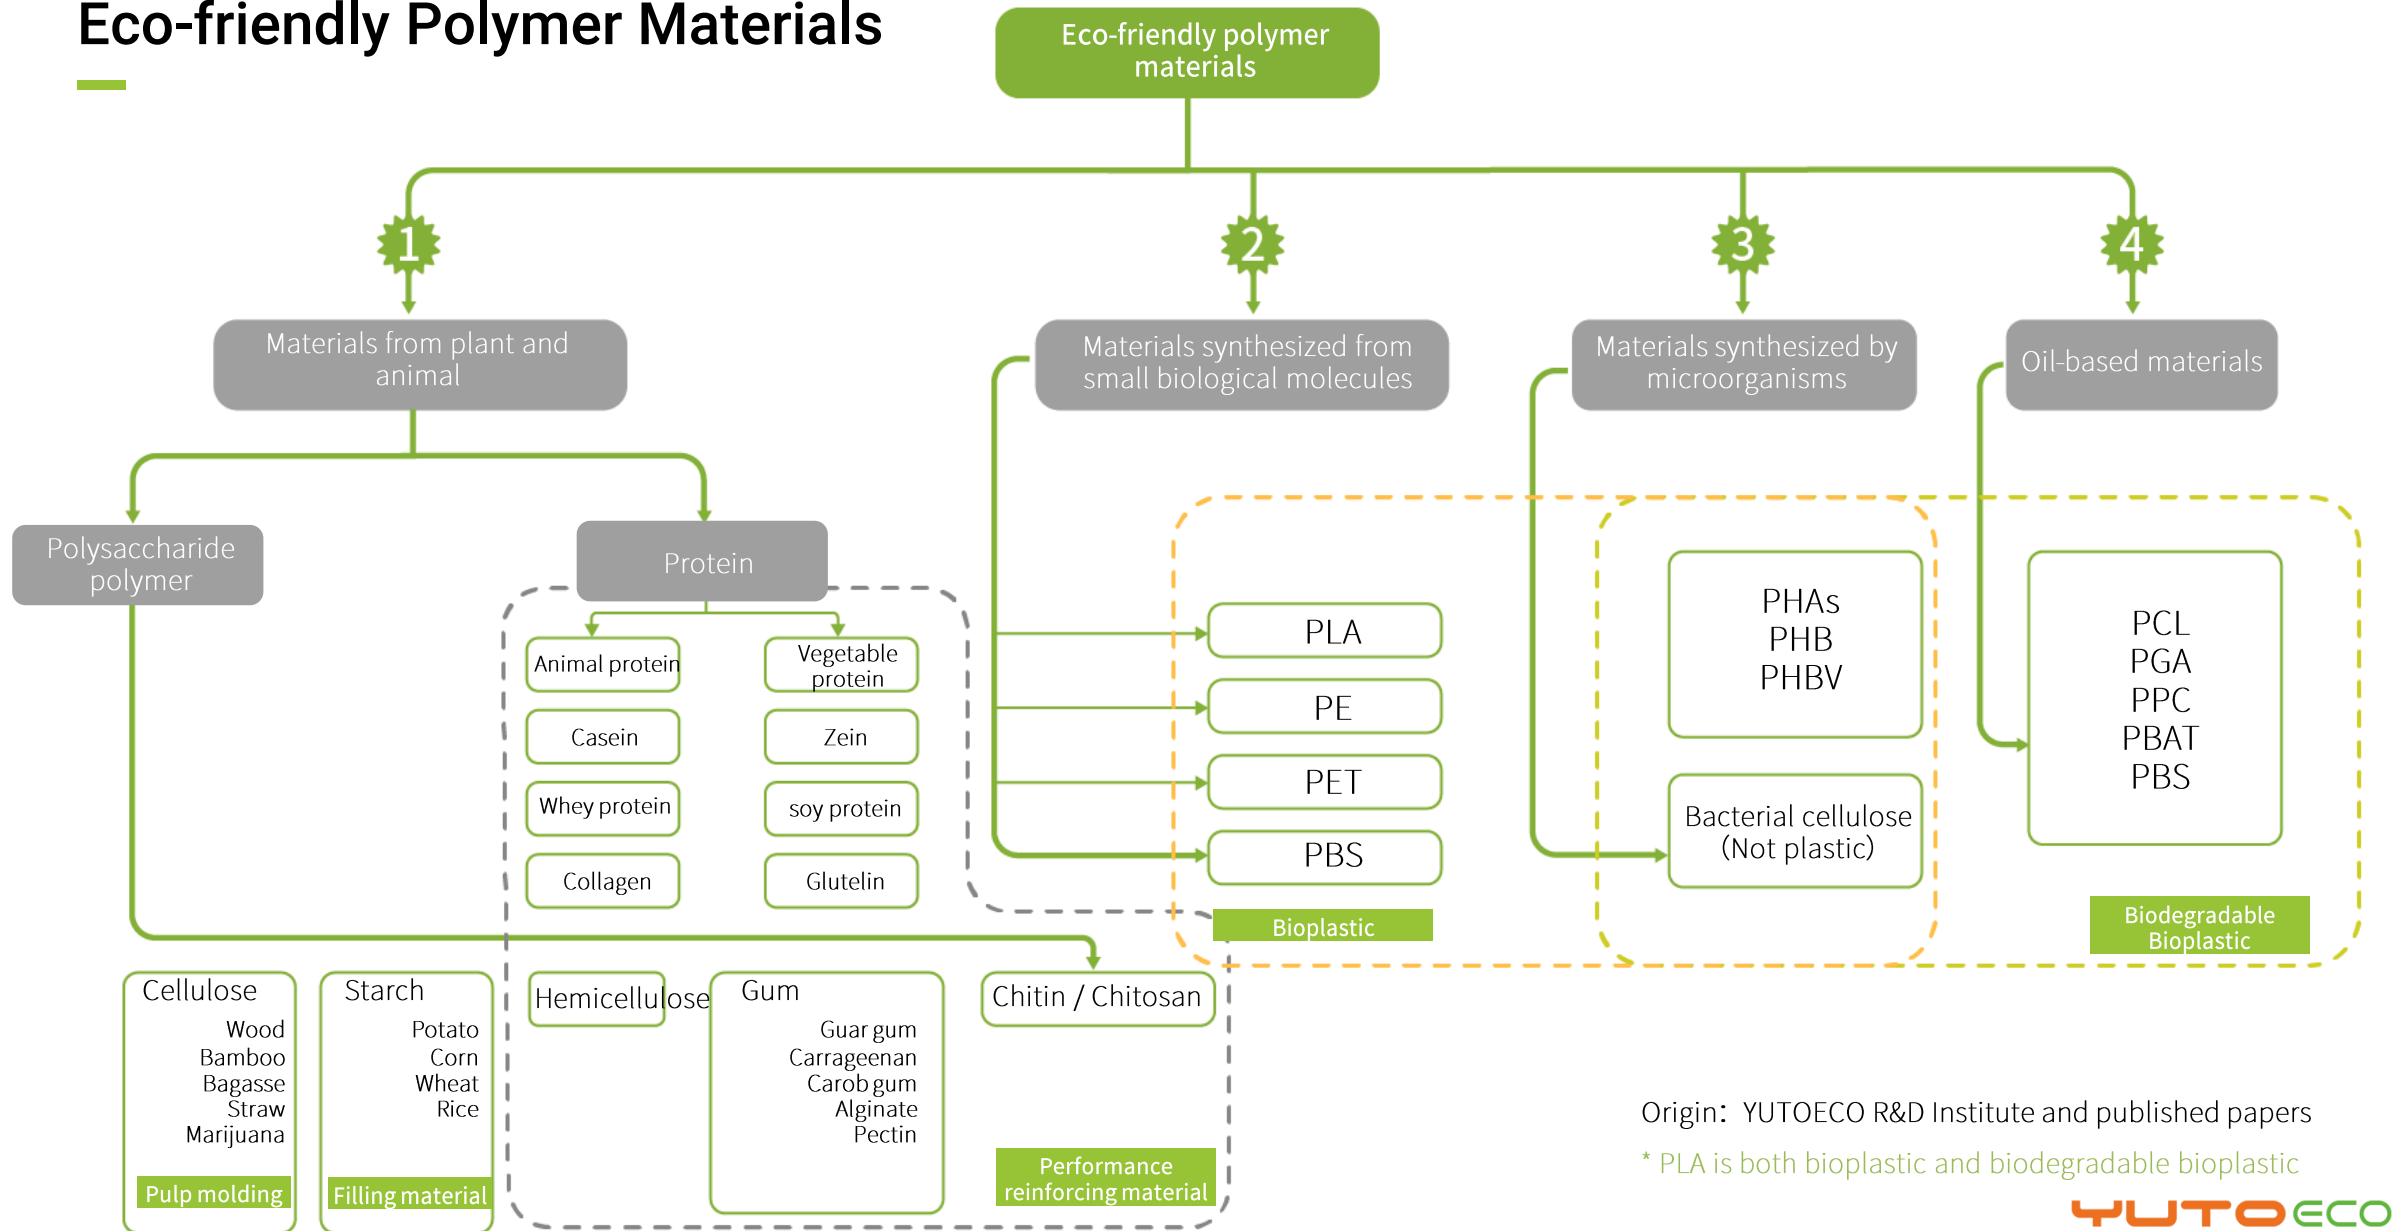 Eco-friendly Polymer Materials
Eco-friendly polymer
materials
1
2
3
4
Materials from plant and
animal
Materials synthesized from
small biological molecules
Materials synthesized by
microorganisms
Oil-based materials
Polysaccharide
polymer
Protein
Animal protein
Casein
Whey protein
Collagen
Vegetable
protein
Zein
soy protein
Glutelin
PLA
PE
PET
PBS
Bioplastic
PHAs
PHB
PHBV
Bacterial cellulose
(Not plastic)
PCL
PGA
PPC
PBAT
PBS
Biodegradable
Bioplastic
Cellulose
Wood
Bamboo
Bagasse
Straw
Marijuana
Pulp molding
Starch
Potato
Corn
Wheat
Rice
Filling material
Hemicellulose
Gum
Guar gum
Carrageenan
Carob gum
Alginate
Pectin
Chitin / Chitosan
Performance
reinforcing material
Origin: YUTOECO R&D Institute and published papers
* PLA is both bioplastic and biodegradable bioplastic
YUTOECO